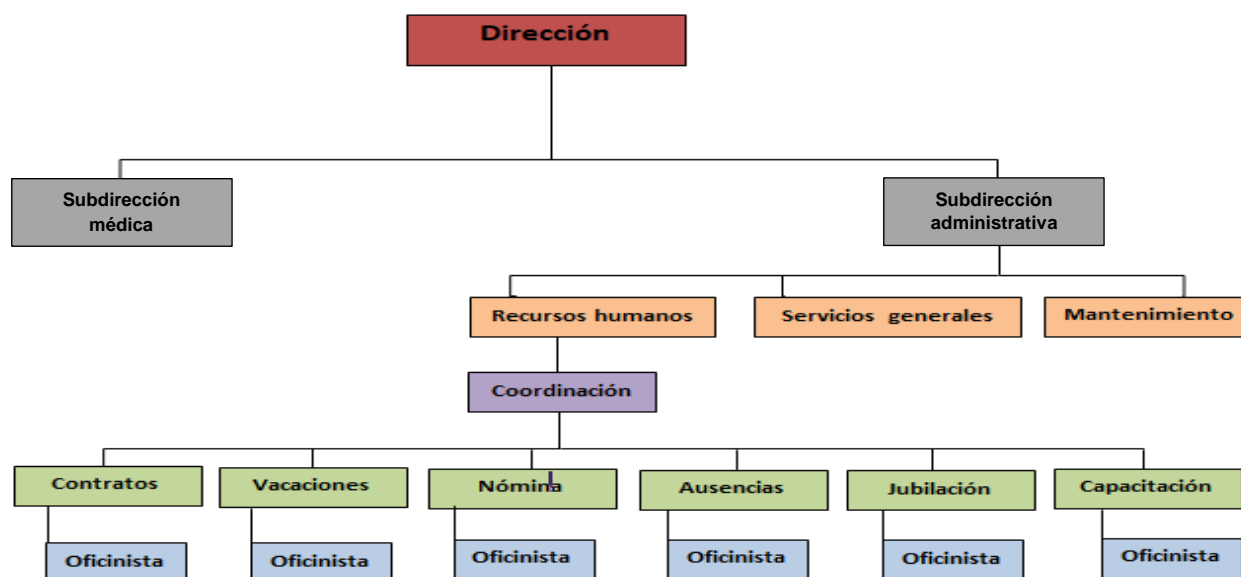 Dirección
Subdirección
médica
Subdirección
administrativa
Recursos humanos
Servicios generales
Mantenimiento
Coordinación
Contratos
Vacaciones
Nómina
Ausencias
Jubilación
Capacitación
Oficinista
Oficinista
Oficinista
Oficinista
Oficinista
Oficinista